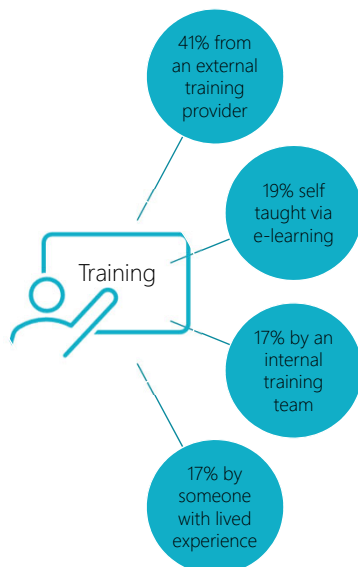 41% from
an external
training
provider
19% self
taught via
e-learning
Training
17% by an
internal
training
team
17% by
someone
with lived
experience